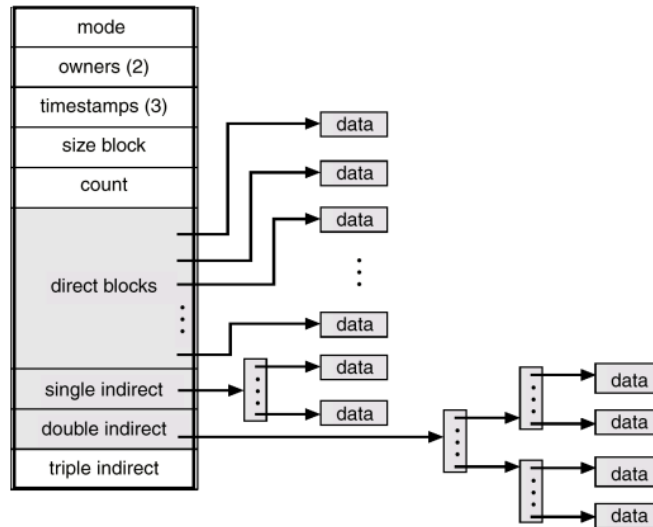 mode
owners (2)
timestamps (3)
size block
count
direct blocks
single indirect
double indirect
triple indirect
data
data
data
data
data
data
data
data
data
data